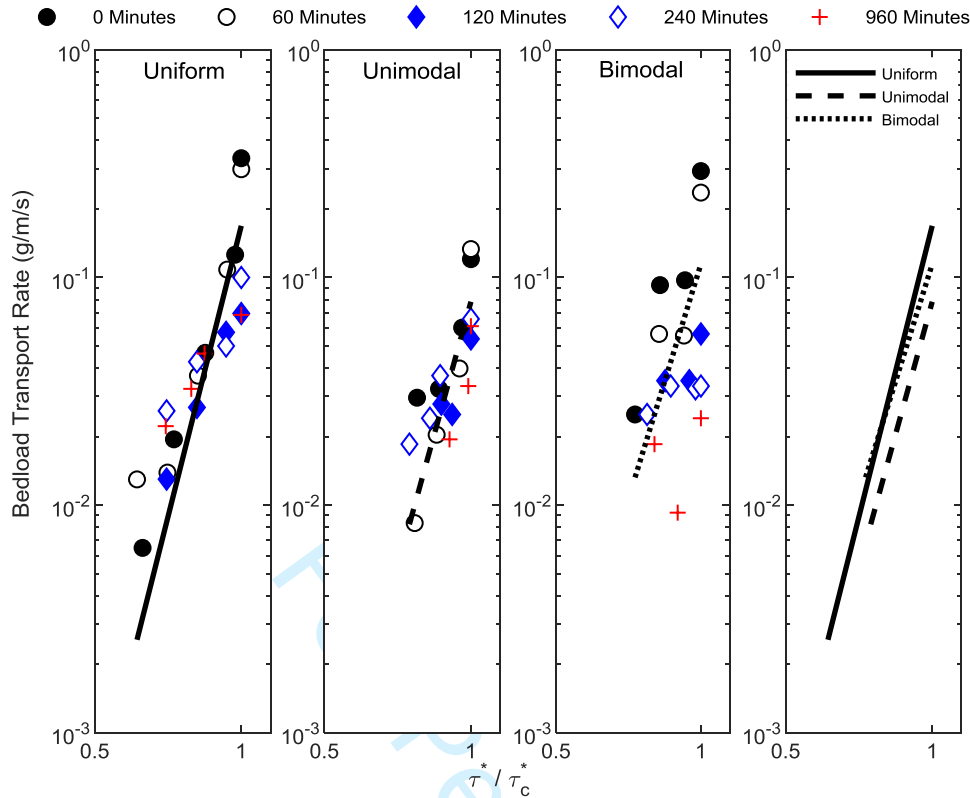 0 Minutes 60 Minutes 120 Minutes 240 Minutes 960 Minutes
Uniform Unimodal Bimodal
Uniform
Unimodal
Bimodal
Bedload Transport Rate (g/m/s)
10^0 10^0 10^0 10^0
10^-1 10^-1 10^-1 10^-1
10^-2 10^-2 10^-2 10^-2
10^-3 10^-3 10^-3 10^-3
0.5 1 0.5 1 0.5 1 0.5 1
τ* / τ*c